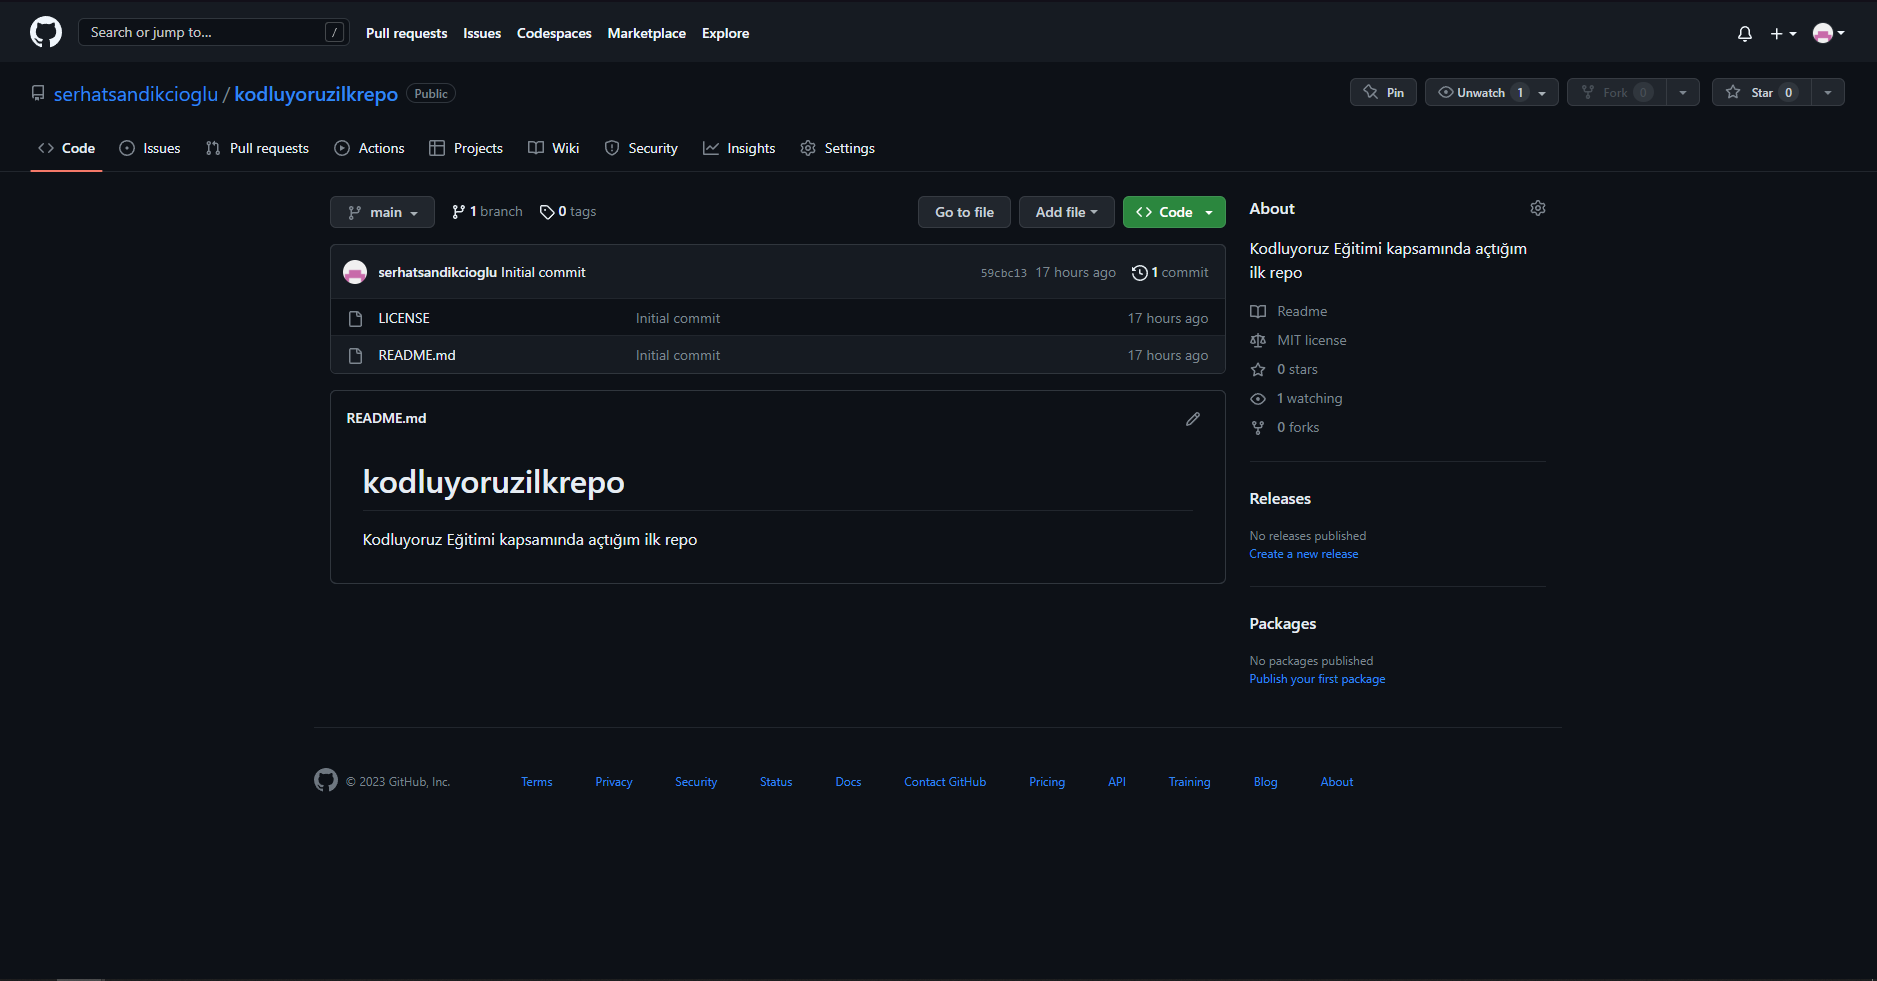 Search or jump to... /
Pull requests Issues Codespaces Marketplace Explore
serhatsandikcioglu / kodluyoruzilkrepo Public
Pin Unwatch 1 Fork 0 Star 0
Code Issues Pull requests Actions Projects Wiki Security Insights Settings
main 1 branch 0 tags Go to file Add file Code
serhatsandikcioglu Initial commit 59cbc13 17 hours ago 1 commit
LICENSE Initial commit 17 hours ago
README.md Initial commit 17 hours ago
README.md
kodluyoruzilkrepo
Kodluyoruz Eğitimi kapsamında açtığım ilk repo
About
Kodluyoruz Eğitimi kapsamında açtığım
ilk repo
Readme
MIT license
0 stars
1 watching
0 forks
Releases
No releases published
Create a new release
Packages
No packages published
Publish your first package
© 2023 GitHub, Inc. Terms Privacy Security Status Docs Contact GitHub Pricing API Training Blog About